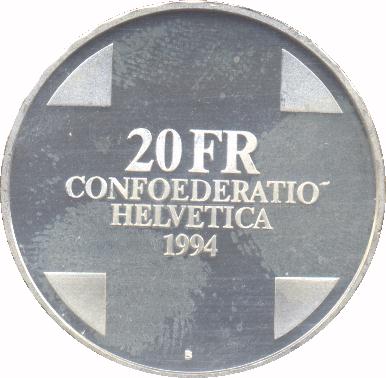 20 FR
CONFOEDERATIO
HELVETICA
1994
B